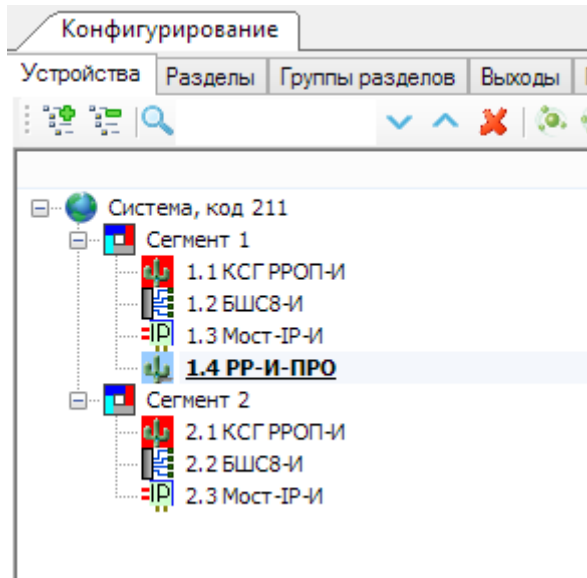 Конфигурирование
Устройства Разделы Группы разделов Выходы
Система, код 211
Сегмент 1
1.1 КСГ РРОП-И
1.2 БШС8-И
IP 1.3 Мост-IP-И
1.4 РР-И-ПРО
Сегмент 2
2.1 КСГ РРОП-И
2.2 БШС8-И
IP 2.3 Мост-IP-И